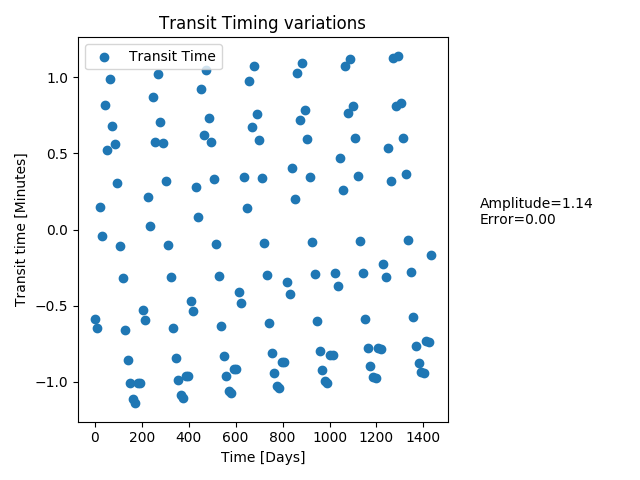 Transit Timing variations
Transit Time
Transit time [Minutes]
1.0
0.5
0.0
−0.5
−1.0
0 200 400 600 800 1000 1200 1400
Time [Days]
Amplitude=1.14
Error=0.00